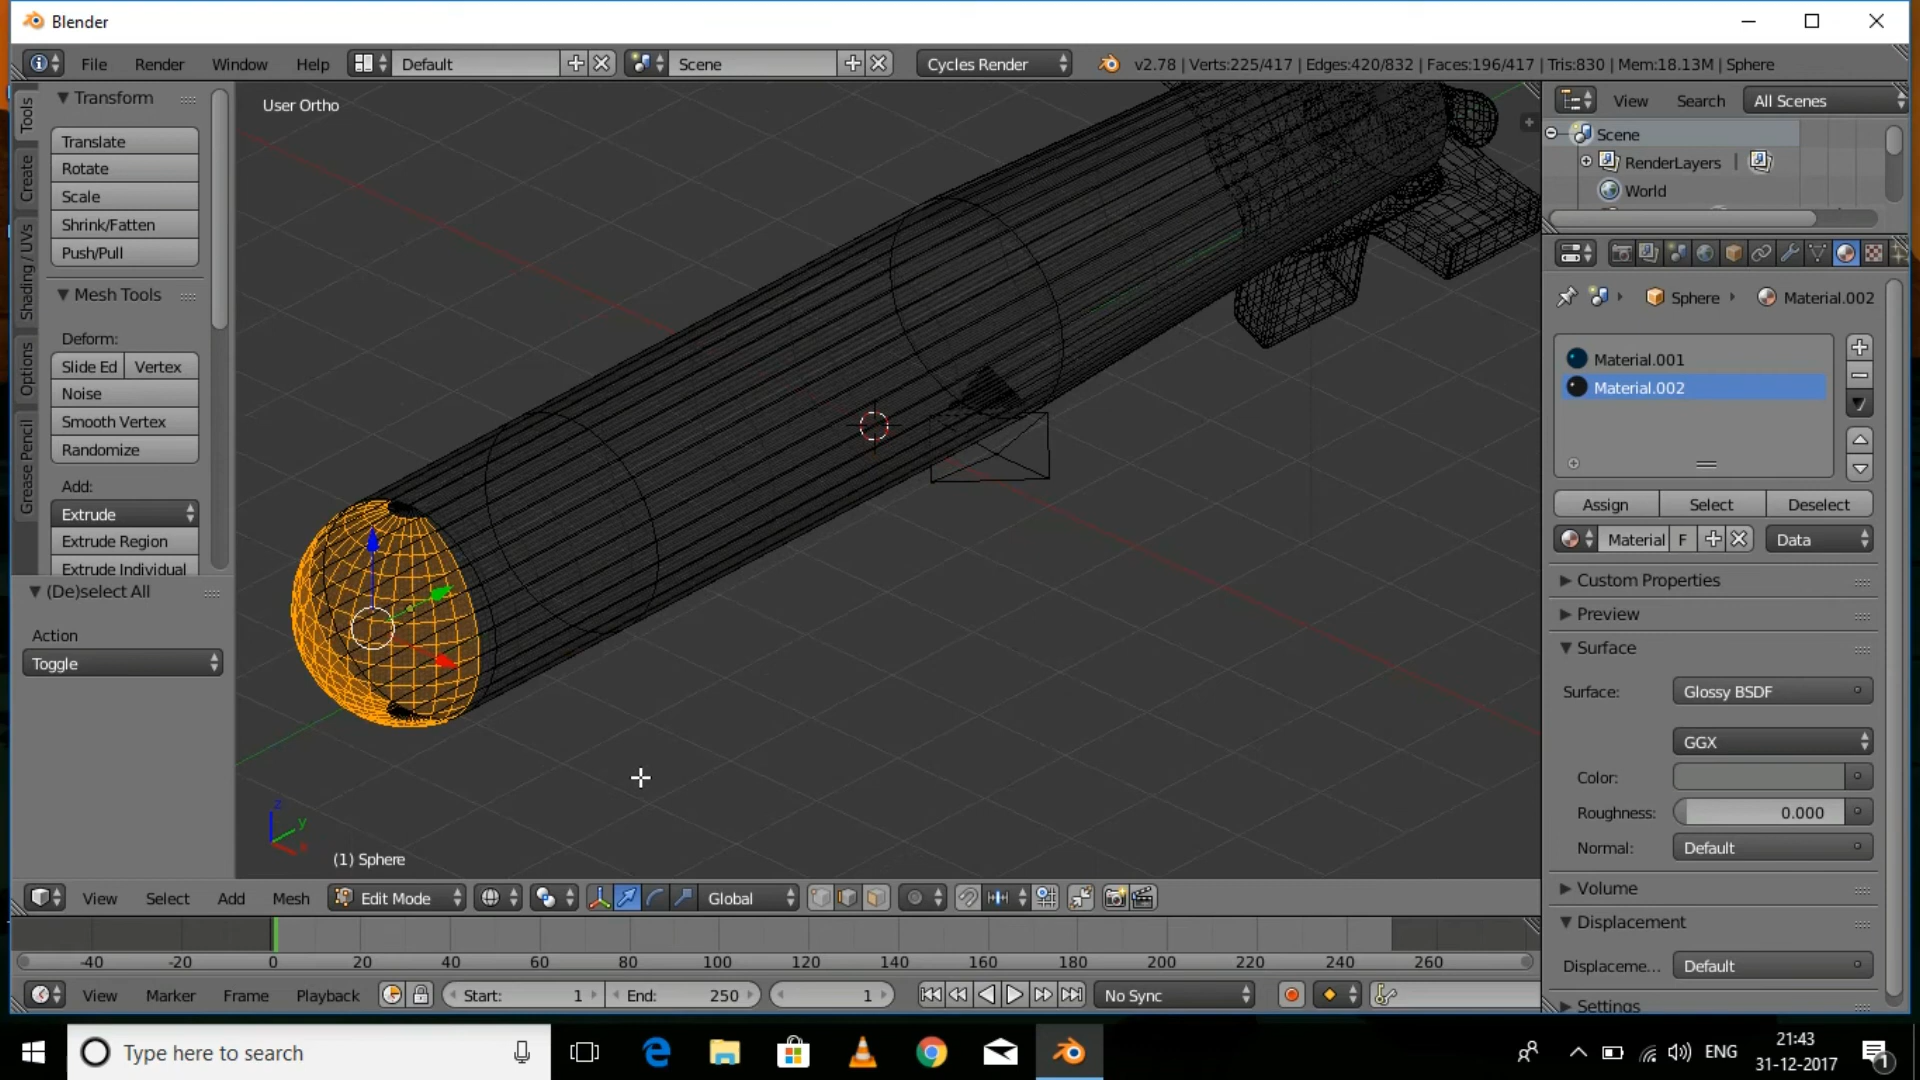 Blender
File Render Window Help Default Scene Cycles Render v2.78 | Verts:225/417 | Edges:420/832 | Faces:196/417 | Tris:830 | Mem:18.13M | Sphere
Tools
Create
Shading / UVs
Options
Grease Pencil
Transform
Translate
Rotate
Scale
Shrink/Fatten
Push/Pull
Mesh Tools
Deform:
Slide Ed Vertex
Noise
Smooth Vertex
Randomize
Add:
Extrude
Extrude Region
Extrude Individual
(De)select All
Action
Toggle
User Ortho
z
y
(1) Sphere
View Select Add Mesh Edit Mode Global
-40 -20 0 20 40 60 80 100 120 140 160 180 200 220 240 260
View Marker Frame Playback Start: 1 End: 250 1 No Sync
View Search All Scenes
Scene
RenderLayers
World
Sphere Material.002
Material.001
Material.002
Assign Select Deselect
Material F Data
Custom Properties
Preview
Surface
Surface: Glossy BSDF
GGX
Color:
Roughness: 0.000
Normal: Default
Volume
Displacement
Displaceme... Default
Settings
Type here to search
ENG
21:43
31-12-2017
1